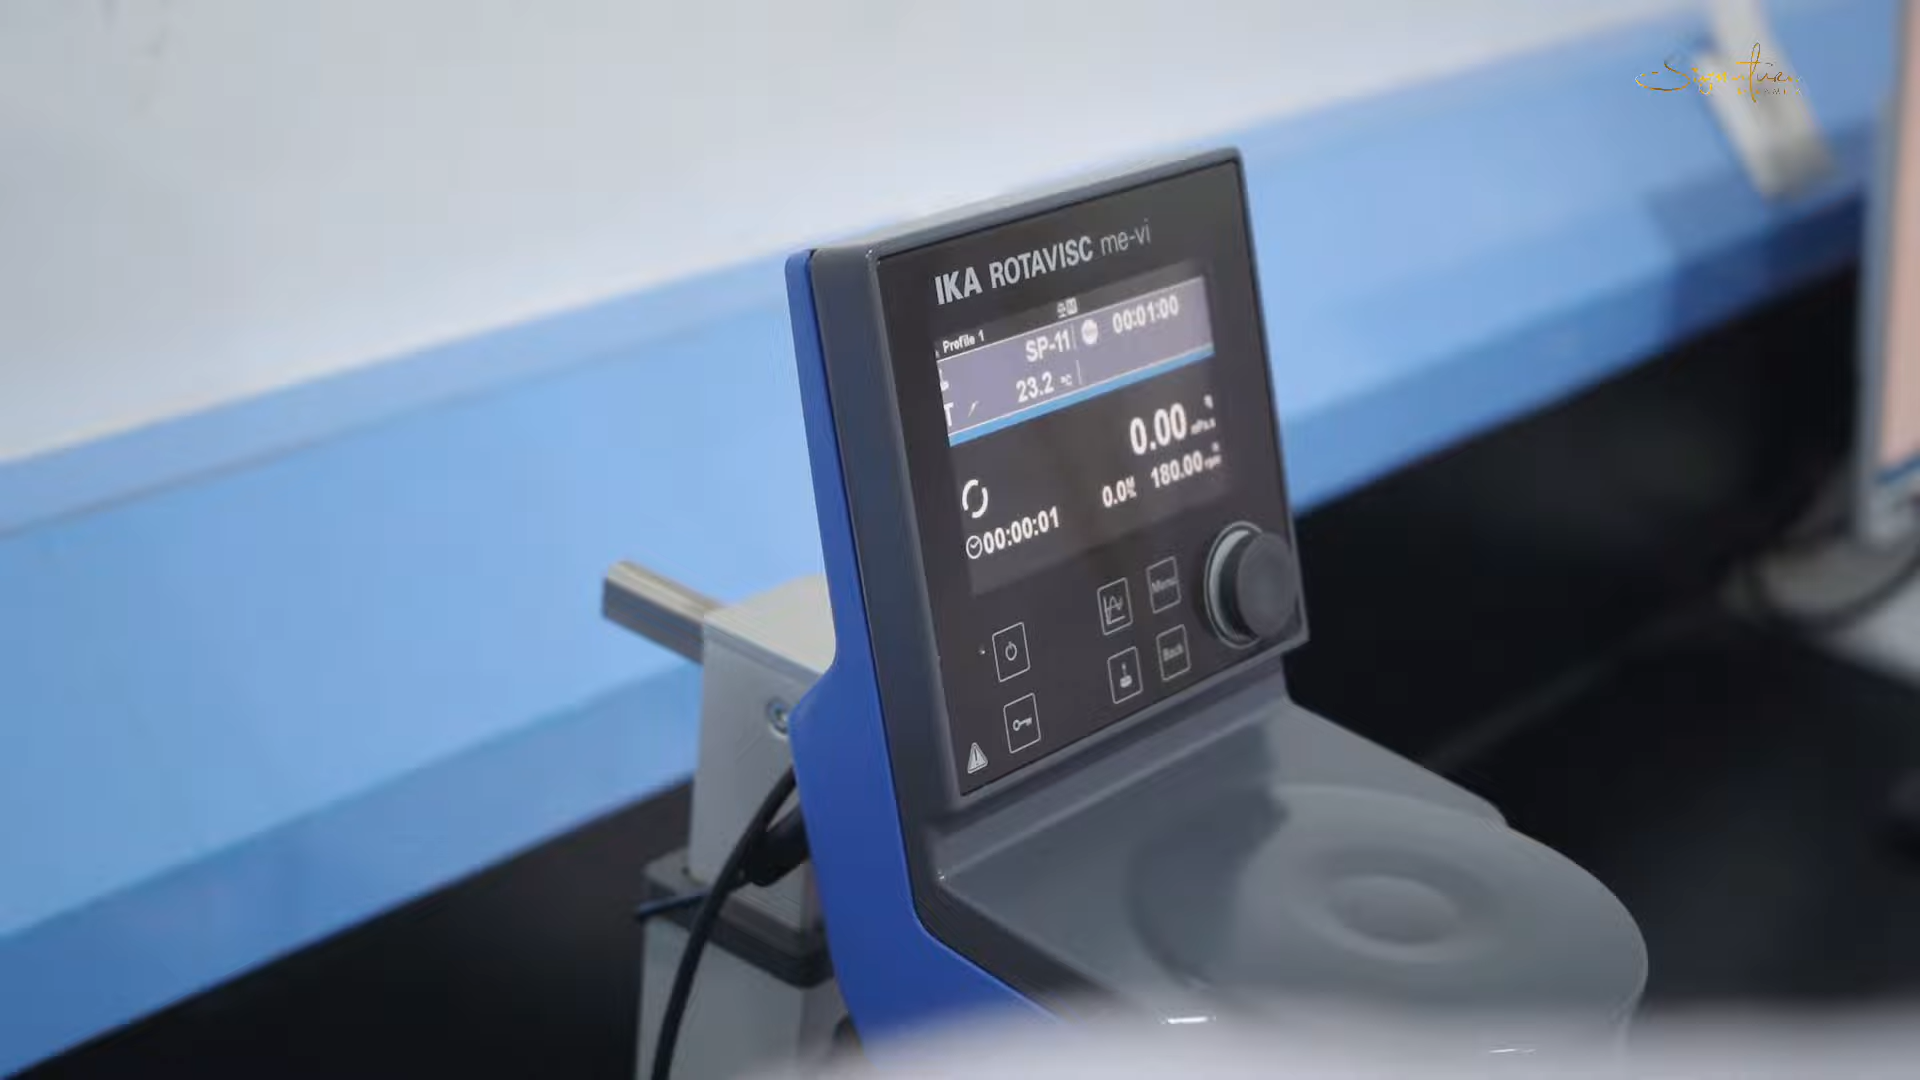 Signature
IKA ROTAVISC me-vi
Profile 1
SP-11
00:01:00
T
23.2 °C
0.00 mPa.s
0.0%
180.00 rpm
00:00:01
Menu
Back